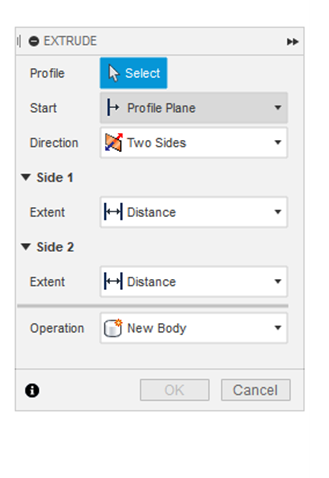 EXTRUDE
Profile Select
Start Profile Plane
Direction Two Sides
Side 1
Extent Distance
Side 2
Extent Distance
Operation New Body
OK Cancel